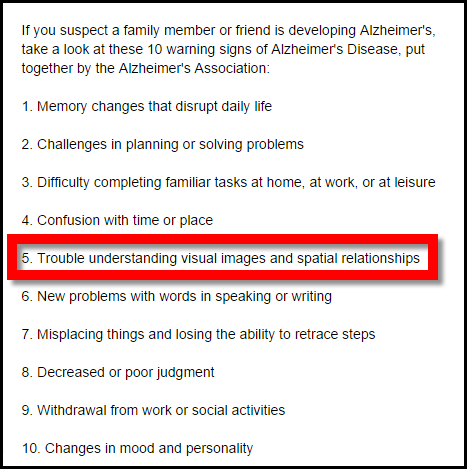 If you suspect a family member or friend is developing Alzheimer's,
take a look at these 10 warning signs of Alzheimer's Disease, put
together by the Alzheimer's Association:
1. Memory changes that disrupt daily life
2. Challenges in planning or solving problems
3. Difficulty completing familiar tasks at home, at work, or at leisure
4. Confusion with time or place
5. Trouble understanding visual images and spatial relationships
6. New problems with words in speaking or writing
7. Misplacing things and losing the ability to retrace steps
8. Decreased or poor judgment
9. Withdrawal from work or social activities
10. Changes in mood and personality